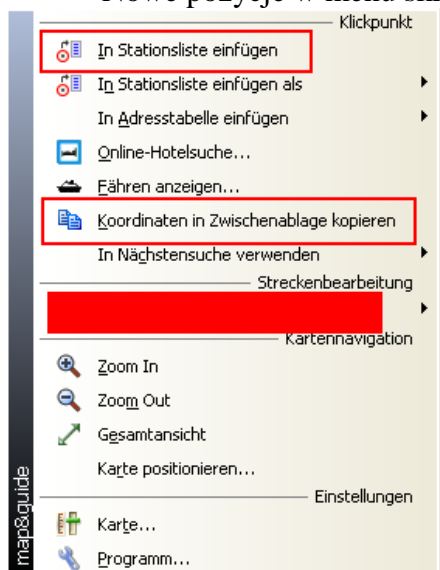 Klickpunkt
In Stationsliste einfügen
In Stationsliste einfügen als
In Adresstabelle einfügen
Online-Hotelsuche...
Fähren anzeigen...
Koordinaten in Zwischenablage kopieren
In Nächstensuche verwenden
Streckenbearbeitung
Kartennavigation
Zoom In
Zoom Out
Gesamtansicht
Karte positionieren...
Einstellungen
Karte...
Programm...
map&guide